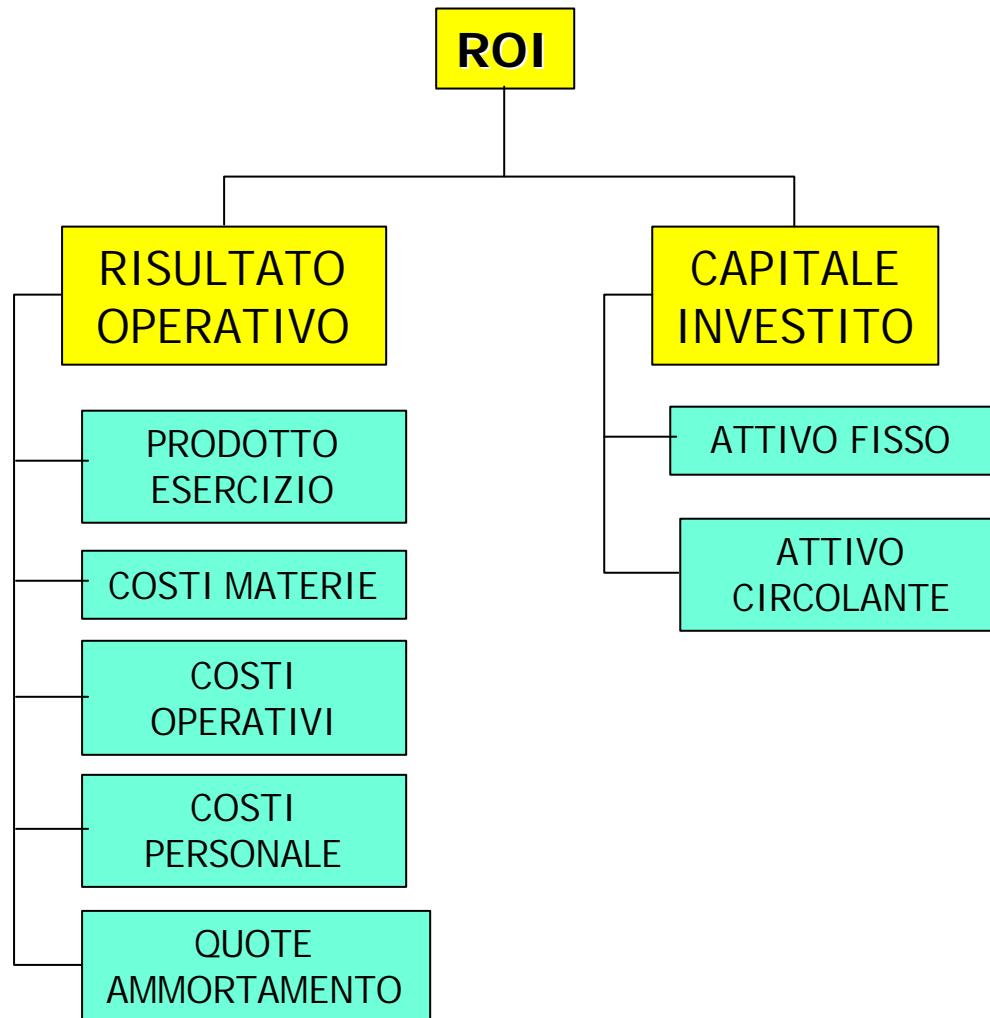 ROI
RISULTATO
OPERATIVO
PRODOTTO
ESERCIZIO
COSTI MATERIE
COSTI
OPERATIVI
COSTI
PERSONALE
QUOTE
AMMORTAMENTO
CAPITALE
INVESTITO
ATTIVO FISSO
ATTIVO
CIRCOLANTE